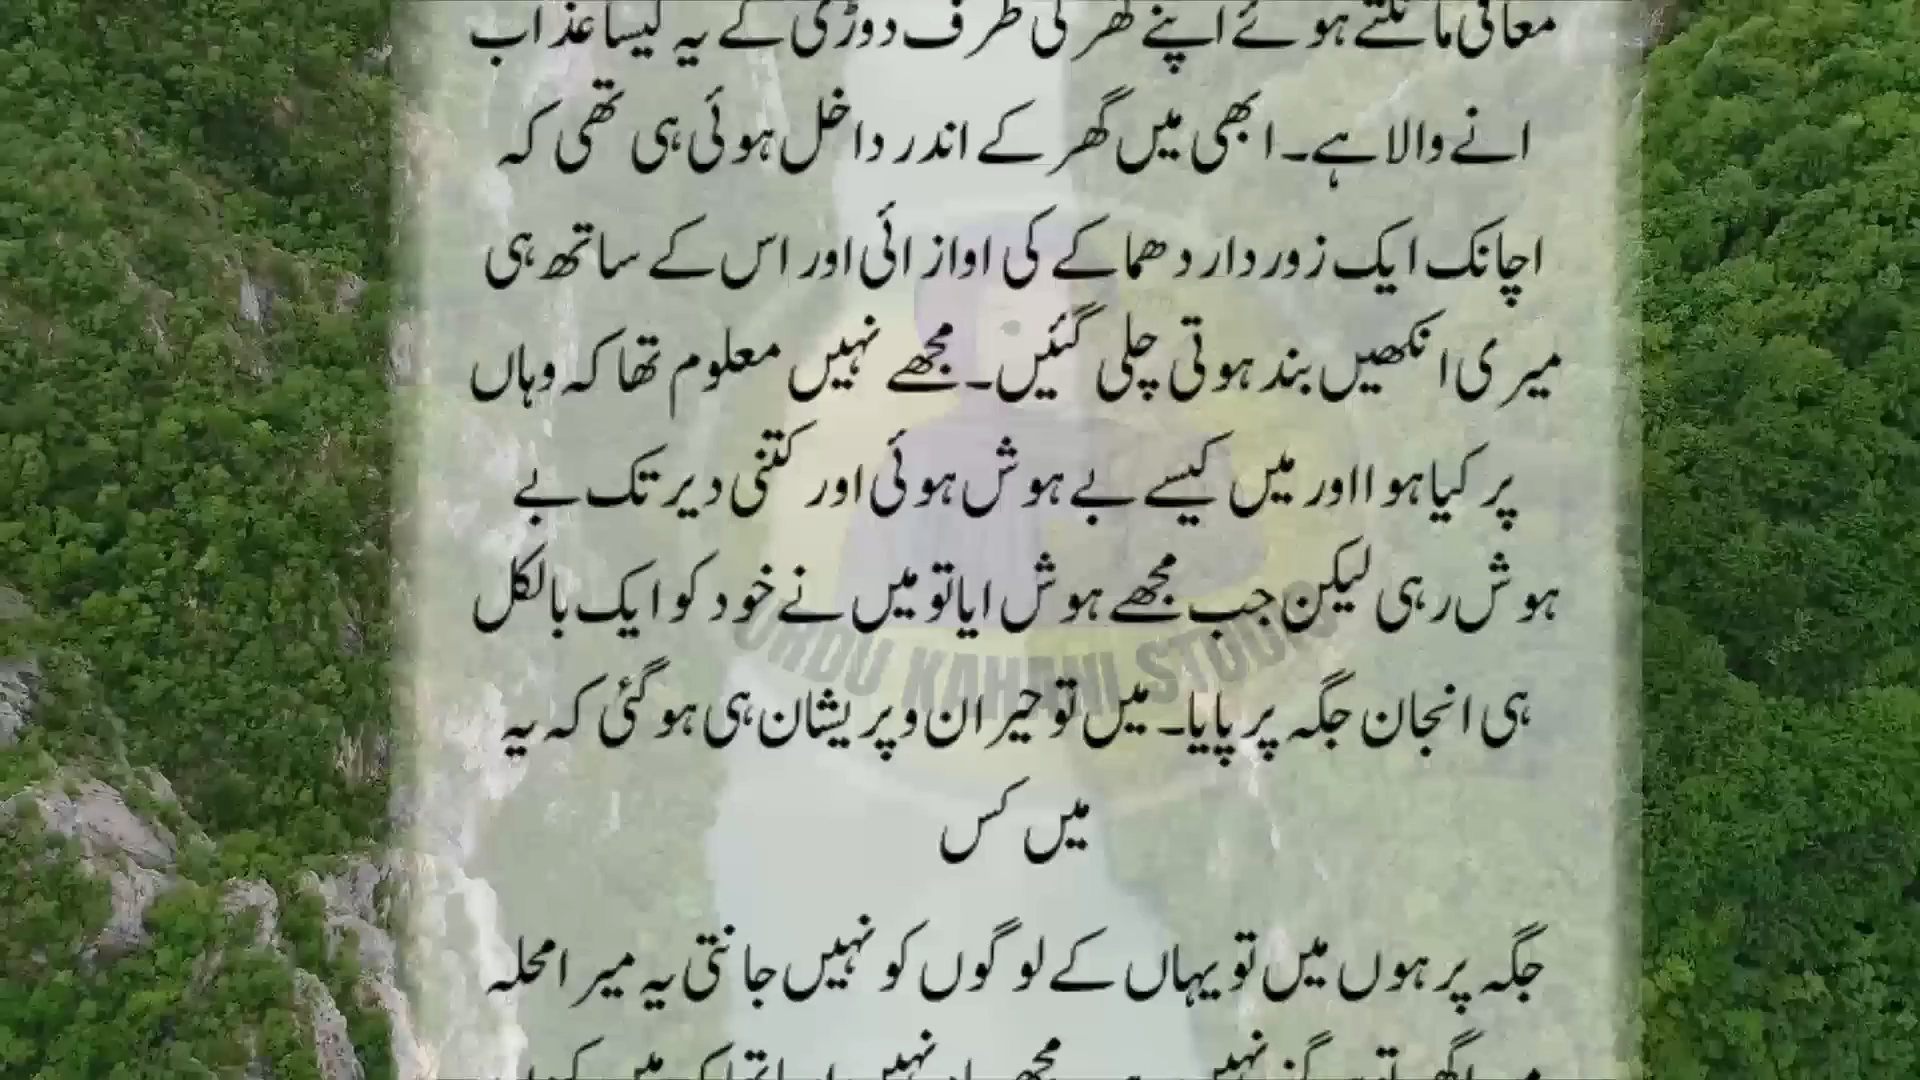 معافی مانگتے ہوئے اپنے گھر کی طرف دوڑی کے یہ کیسا عذاب
انے والا ہے۔ ابھی میں گھر کے اندر داخل ہوئی ہی تھی کہ
اچانک ایک زوردار دھماکے کی اواز ائی اور اس کے ساتھ ہی
میری انکھیں بند ہوتی چلی گئیں۔ مجھے نہیں معلوم تھا کہ وہاں
پر کیا ہوا اور میں کیسے بے ہوش ہوئی اور کتنی دیر تک بے
ہوش رہی لیکن جب مجھے ہوش ایا تو میں نے خود کو ایک بالکل
URDU KAHANI STUDIO
ہی انجان جگہ پر پایا۔ میں تو حیران و پریشان ہی ہو گئی کہ یہ
میں کس
جگہ پر ہوں میں تو یہاں کے لوگوں کو نہیں جانتی یہ میرا محلہ